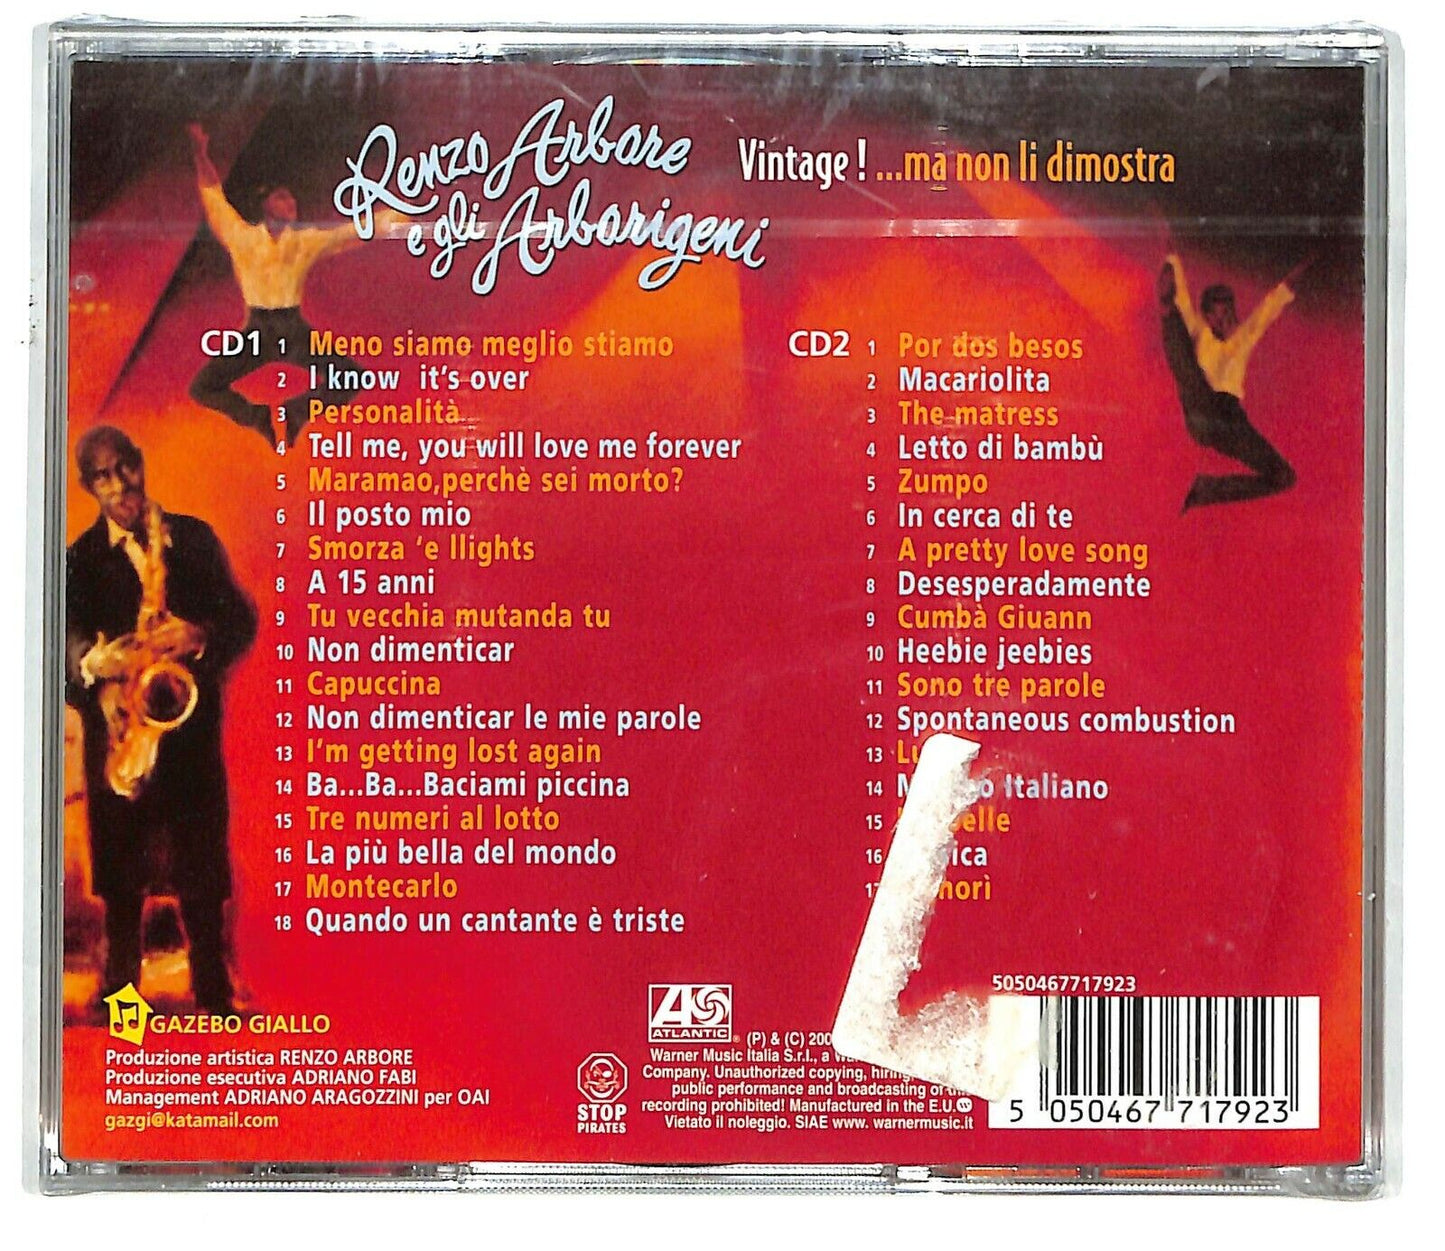 Renzo Arbore
e gli Arborigeni
Vintage ! ...ma non li dimostra
CD1 1 Meno siamo meglio stiamo
2 I know it's over
3 Personalità
4 Tell me, you will love me forever
5 Maramao,perchè sei morto?
6 Il posto mio
7 Smorza 'e llights
8 A 15 anni
9 Tu vecchia mutanda tu
10 Non dimenticar
11 Capuccina
12 Non dimenticar le mie parole
13 I'm getting lost again
14 Ba...Ba...Baciami piccina
15 Tre numeri al lotto
16 La più bella del mondo
17 Montecarlo
18 Quando un cantante è triste
CD2 1 Por dos besos
2 Macariolita
3 The matress
4 Letto di bambù
5 Zumpo
6 In cerca di te
7 A pretty love song
8 Desesperadamente
9 Cumbà Giuann
10 Heebie jeebies
11 Sono tre parole
12 Spontaneous combustion
13
14 Italiano
15
16
17
GAZEBO GIALLO
Produzione artistica RENZO ARBORE
Produzione esecutiva ADRIANO FABI
Management ADRIANO ARAGOZZINI per OAI
gazgi@katamail.com
STOP
PIRATES
ATLANTIC
(P) & (C)
Warner Music Italia S.r.l., a
Company. Unauthorized copying, hiring,
public performance and broadcasting of
recording prohibited! Manufactured in the E.U.
Vietato il noleggio. SIAE www. warnermusic.it
5050467717923
5 050467 717923